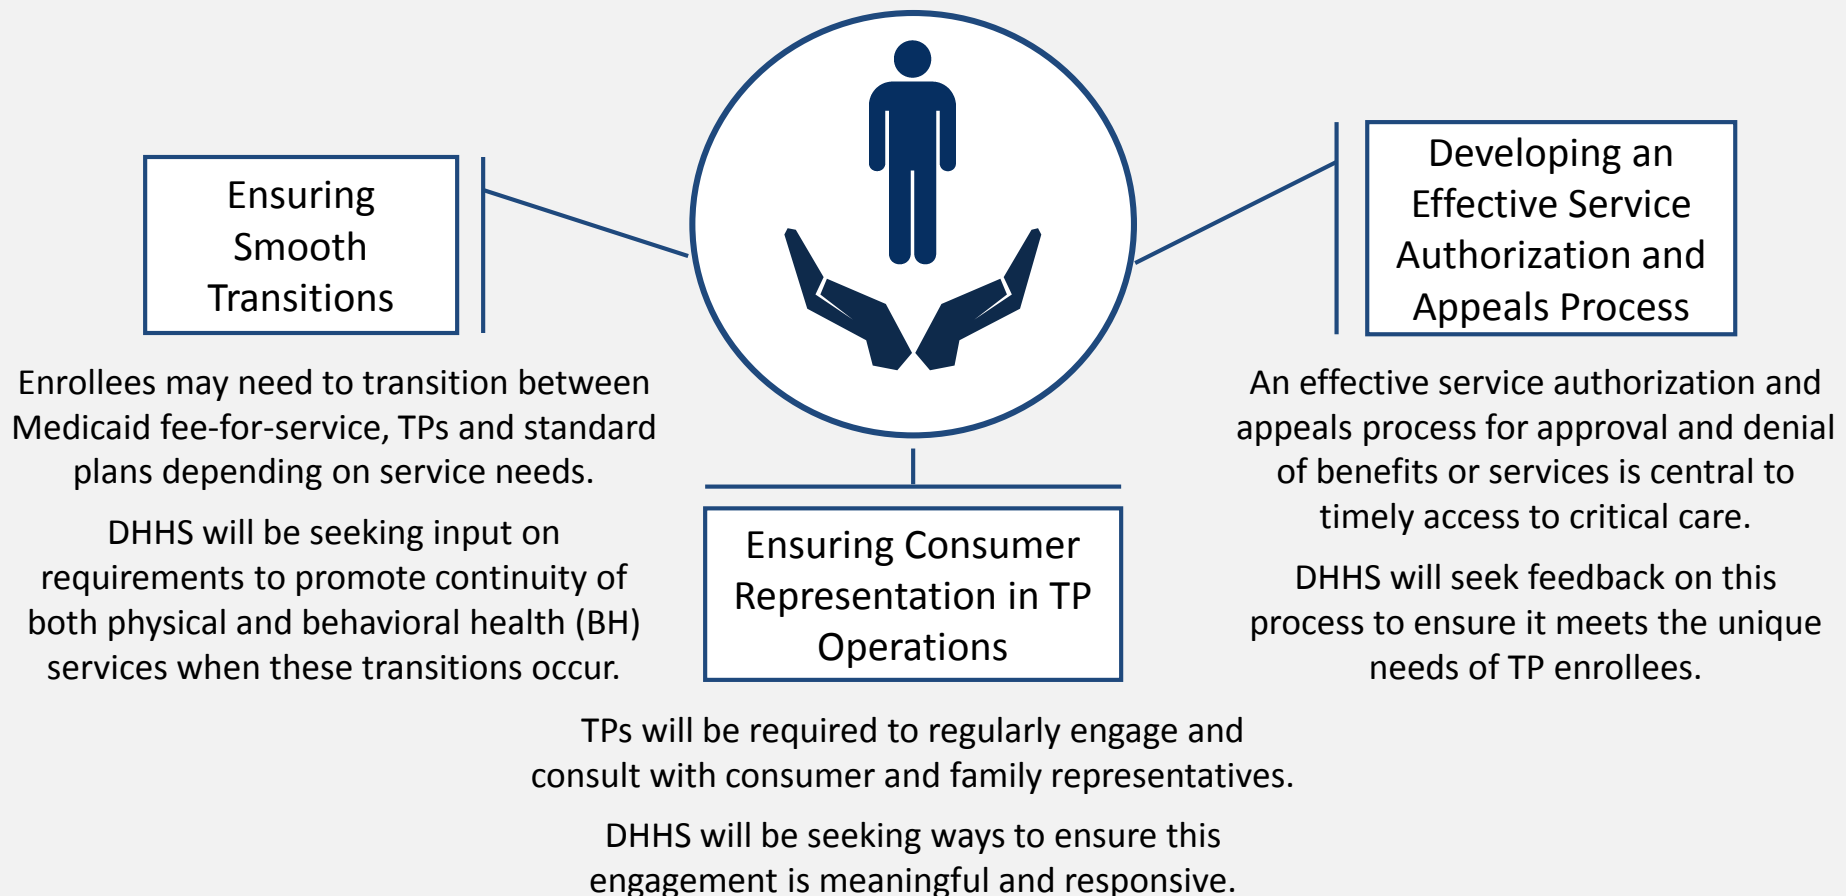 Ensuring
Smooth
Transitions
Enrollees may need to transition between
Medicaid fee-for-service, TPs and standard
plans depending on service needs.
DHHS will be seeking input on
requirements to promote continuity of
both physical and behavioral health (BH)
services when these transitions occur.
Ensuring Consumer
Representation in TP
Operations
TPs will be required to regularly engage and
consult with consumer and family representatives.
DHHS will be seeking ways to ensure this
engagement is meaningful and responsive.
Developing an
Effective Service
Authorization and
Appeals Process
An effective service authorization and
appeals process for approval and denial
of benefits or services is central to
timely access to critical care.
DHHS will seek feedback on this
process to ensure it meets the unique
needs of TP enrollees.